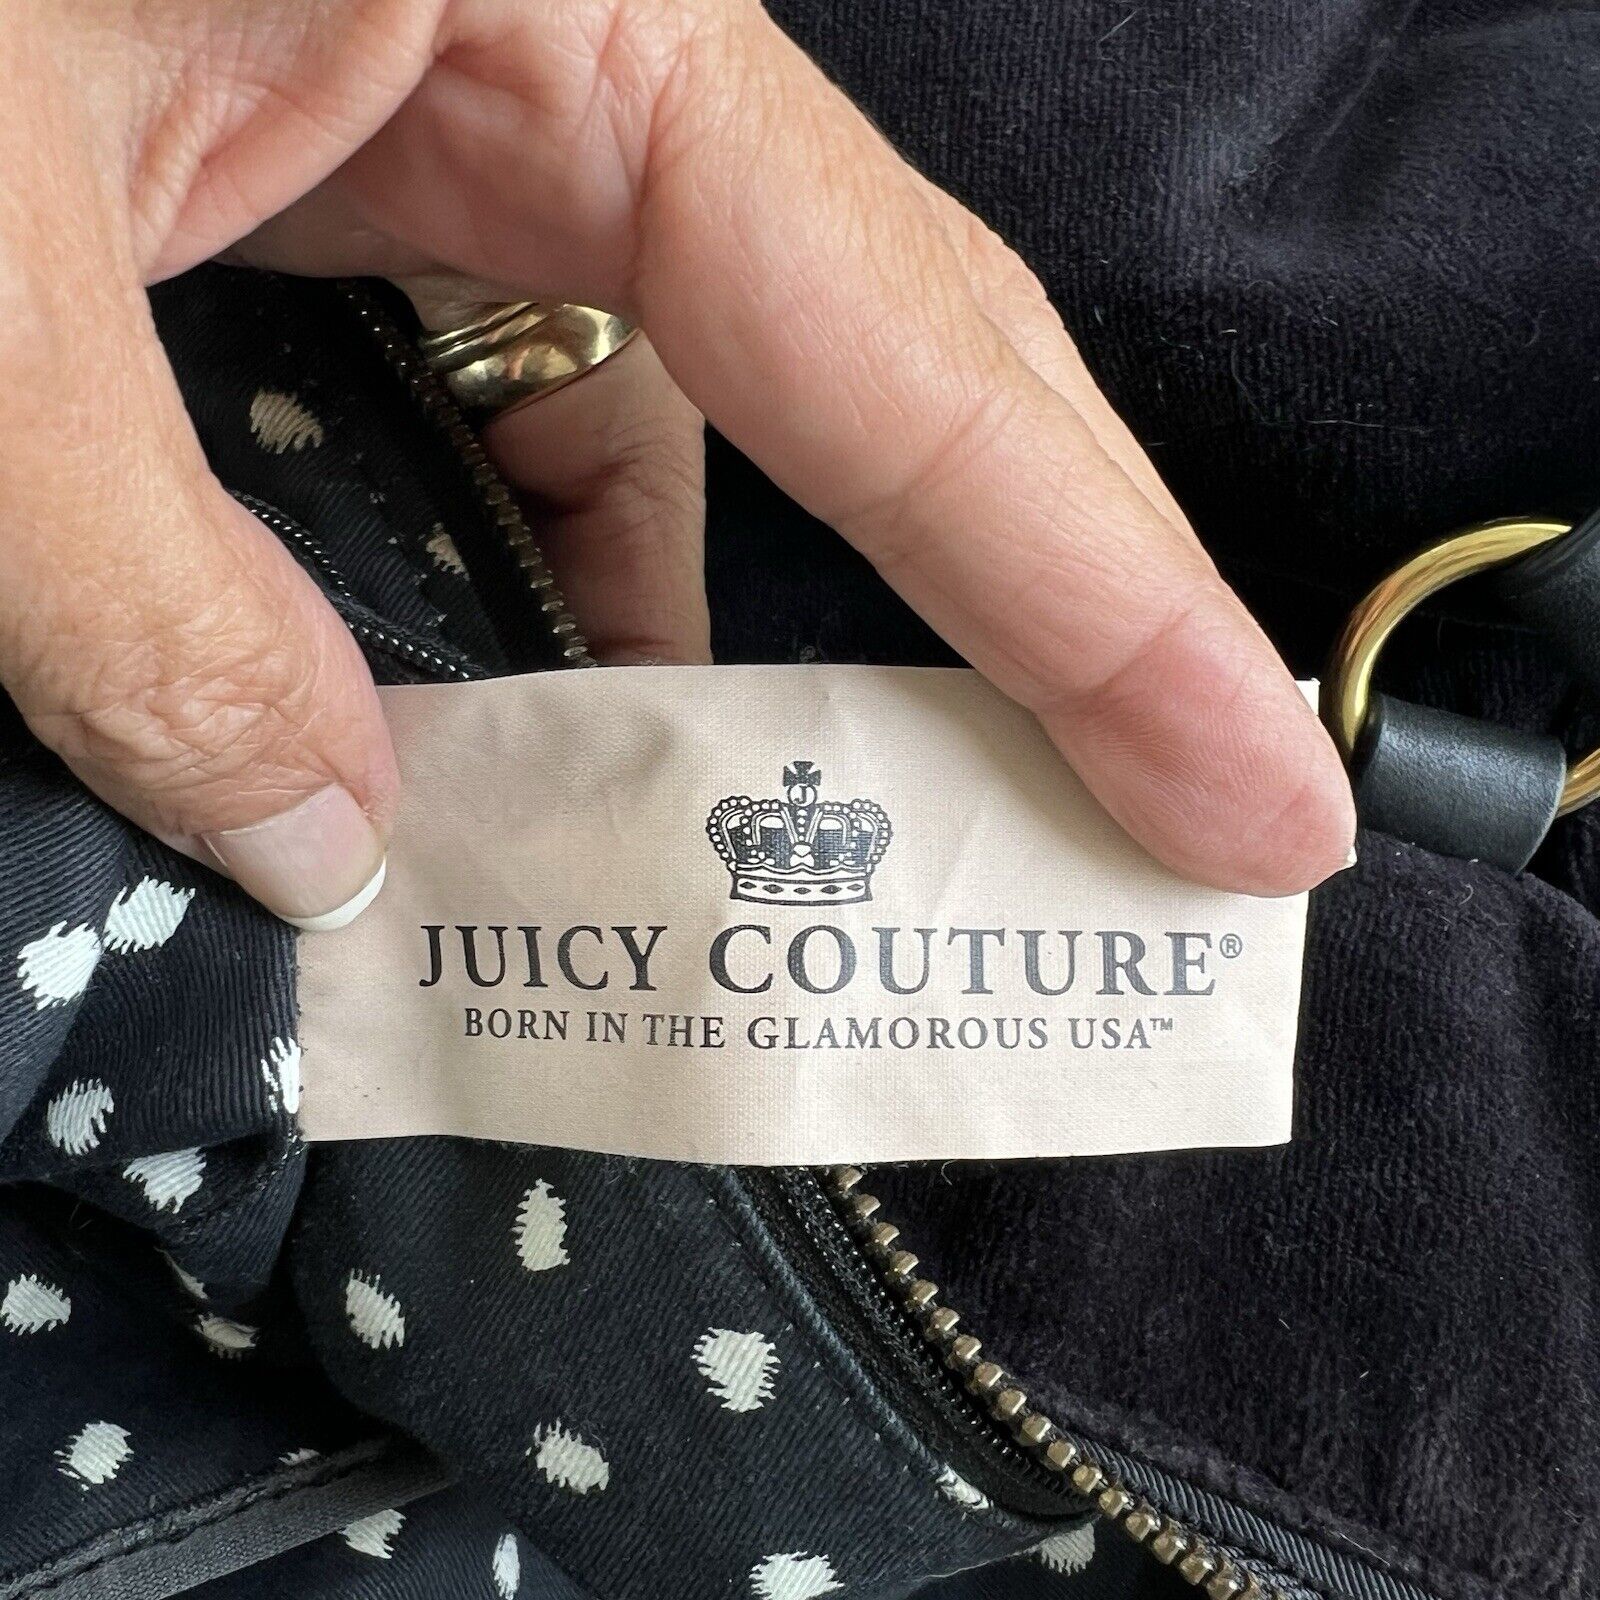 J
JUICY COUTURE®
BORN IN THE GLAMOROUS USA™